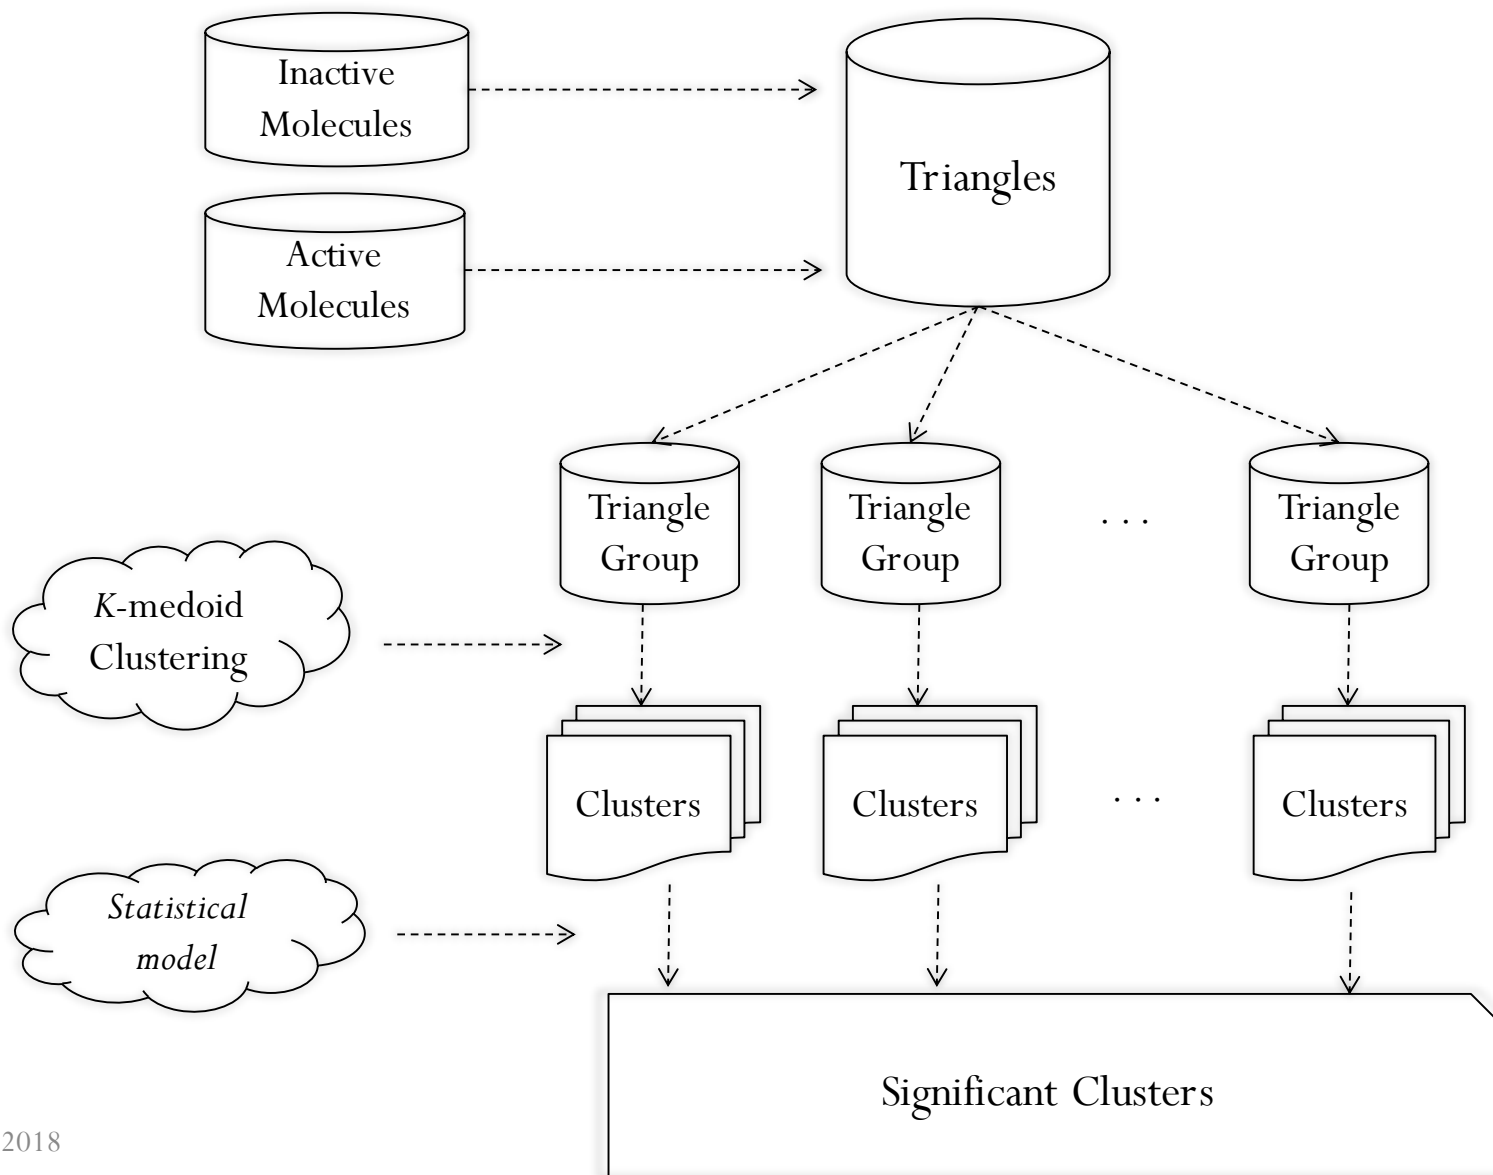 Inactive
Molecules
Triangles
Active
Molecules
Triangle
Group
Triangle
Group
. . .
Triangle
Group
K-medoid
Clustering
Clusters
Clusters
. . .
Clusters
Statistical
model
Significant Clusters
2018